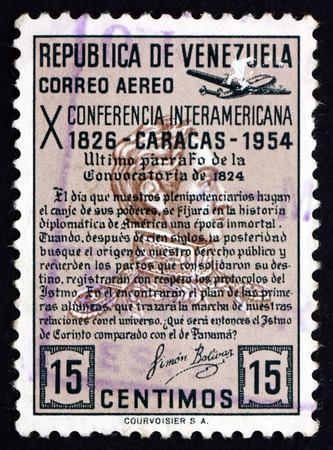 REPUBLICA DE VENEZUELA
CORREO AEREO
X CONFERENCIA INTERAMERICANA
1826 - CARACAS - 1954
Ultimo parrafo de la
Convocatoria de 1824
El día que nuestros plenipotenciarios hagan
el canje de sus poderes, se fijará en la historia
diplomática de América una época inmortal.
Cuando, después de cien siglos, la posteridad
busque el origen de nuestro derecho público y
recuerden los pactos que consolidaron su des-
tino, registrarán con respeto los protocolos del
Istmo. En él encontrarán el plan de las prime-
ras alianzas, que trazará la marcha de nuestras
relaciones con el universo. ¿Qué será entonces el Istmo
de Corinto comparado con el de Panamá?
Simón Bolívar
15 CENTIMOS 15
COURVOISIER S A.